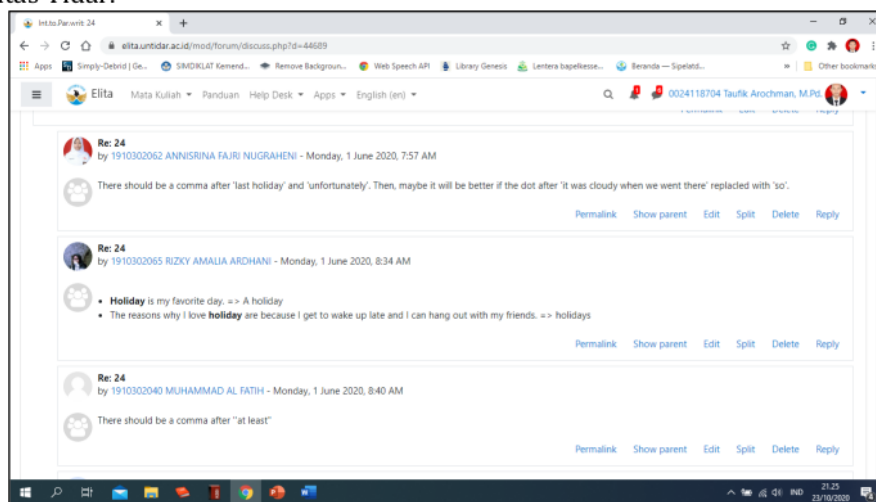 Int.to.Par.writ: 24
elita.untidar.ac.id/mod/forum/discuss.php?d=44689
Apps Simply-Debrid | Ge... SIMDIKLAT Kemend... Remove Backgroun... Web Speech API Library Genesis Lentera bapelkesse... Beranda — Sipelatd... » Other bookmarks
Elita Mata Kuliah Panduan Help Desk Apps English (en) 0024118704 Taufik Arochman, M.Pd.
Permalink Edit Delete Reply
Re: 24
by 1910302062 ANNISRINA FAJRI NUGRAHENI - Monday, 1 June 2020, 7:57 AM
There should be a comma after 'last holiday' and 'unfortunately'. Then, maybe it will be better if the dot after 'it was cloudy when we went there' replacled with 'so'.
Permalink Show parent Edit Split Delete Reply
Re: 24
by 1910302065 RIZKY AMALIA ARDHANI - Monday, 1 June 2020, 8:34 AM
• Holiday is my favorite day. => A holiday
• The reasons why I love holiday are because I get to wake up late and I can hang out with my friends. => holidays
Permalink Show parent Edit Split Delete Reply
Re: 24
by 1910302040 MUHAMMAD AL FATIH - Monday, 1 June 2020, 8:40 AM
There should be a comma after "at least"
Permalink Show parent Edit Split Delete Reply
IND 21.25
23/10/2020